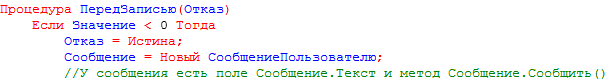 Процедура ПередЗаписью(Отказ)
Если Значение < 0 Тогда
Отказ = Истина;
Сообщение = Новый СообщениеПользователю;
//У сообщения есть поле Сообщение.Текст и метод Сообщение.Сообщить()